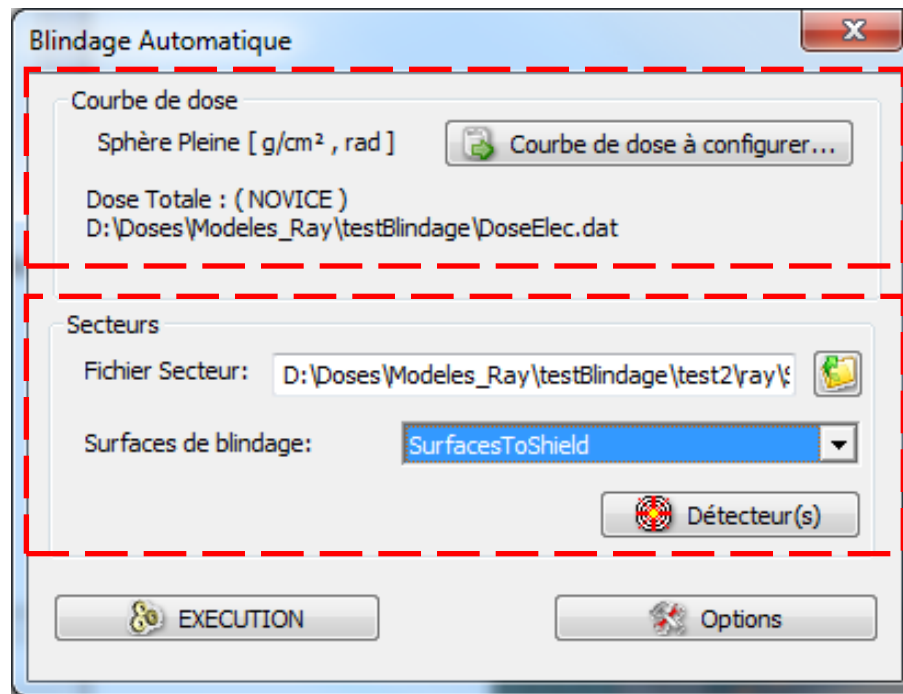 Blindage Automatique
Courbe de dose
Sphère Pleine [ g/cm² , rad ]
Courbe de dose à configurer...
Dose Totale : ( NOVICE )
D:\Doses\Modeles_Ray\testBlindage\DoseElec.dat
Secteurs
Fichier Secteur: D:\Doses\Modeles_Ray\testBlindage\test2\ray\
Surfaces de blindage: SurfacesToShield
Détecteur(s)
EXECUTION
Options